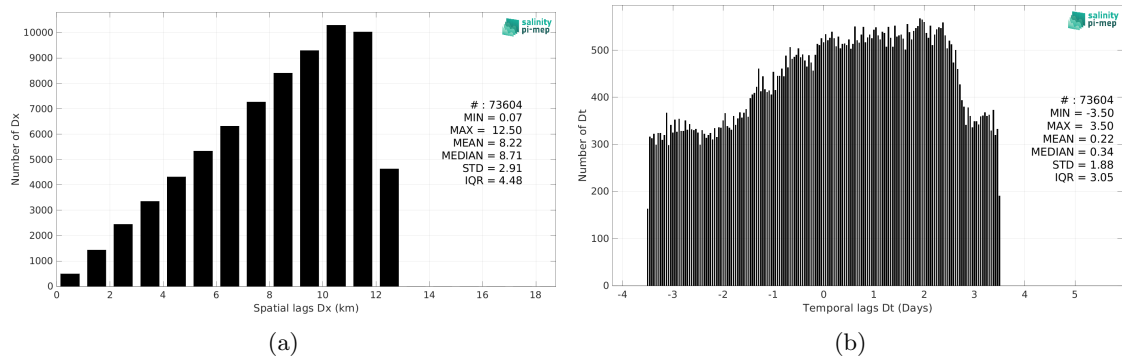 salinity
pi-mep
10000
9000
8000
7000
6000
5000
4000
3000
2000
1000
0
Number of Dx
# : 73604
MIN = 0.07
MAX = 12.50
MEAN = 8.22
MEDIAN = 8.71
STD = 2.91
IQR = 4.48
0 2 4 6 8 10 12 14 16 18
Spatial lags Dx (km)
(a)
salinity
pi-mep
500
400
300
200
100
0
Number of Dt
# : 73604
MIN = -3.50
MAX = 3.50
MEAN = 0.22
MEDIAN = 0.34
STD = 1.88
IQR = 3.05
-4 -3 -2 -1 0 1 2 3 4 5
Temporal lags Dt (Days)
(b)